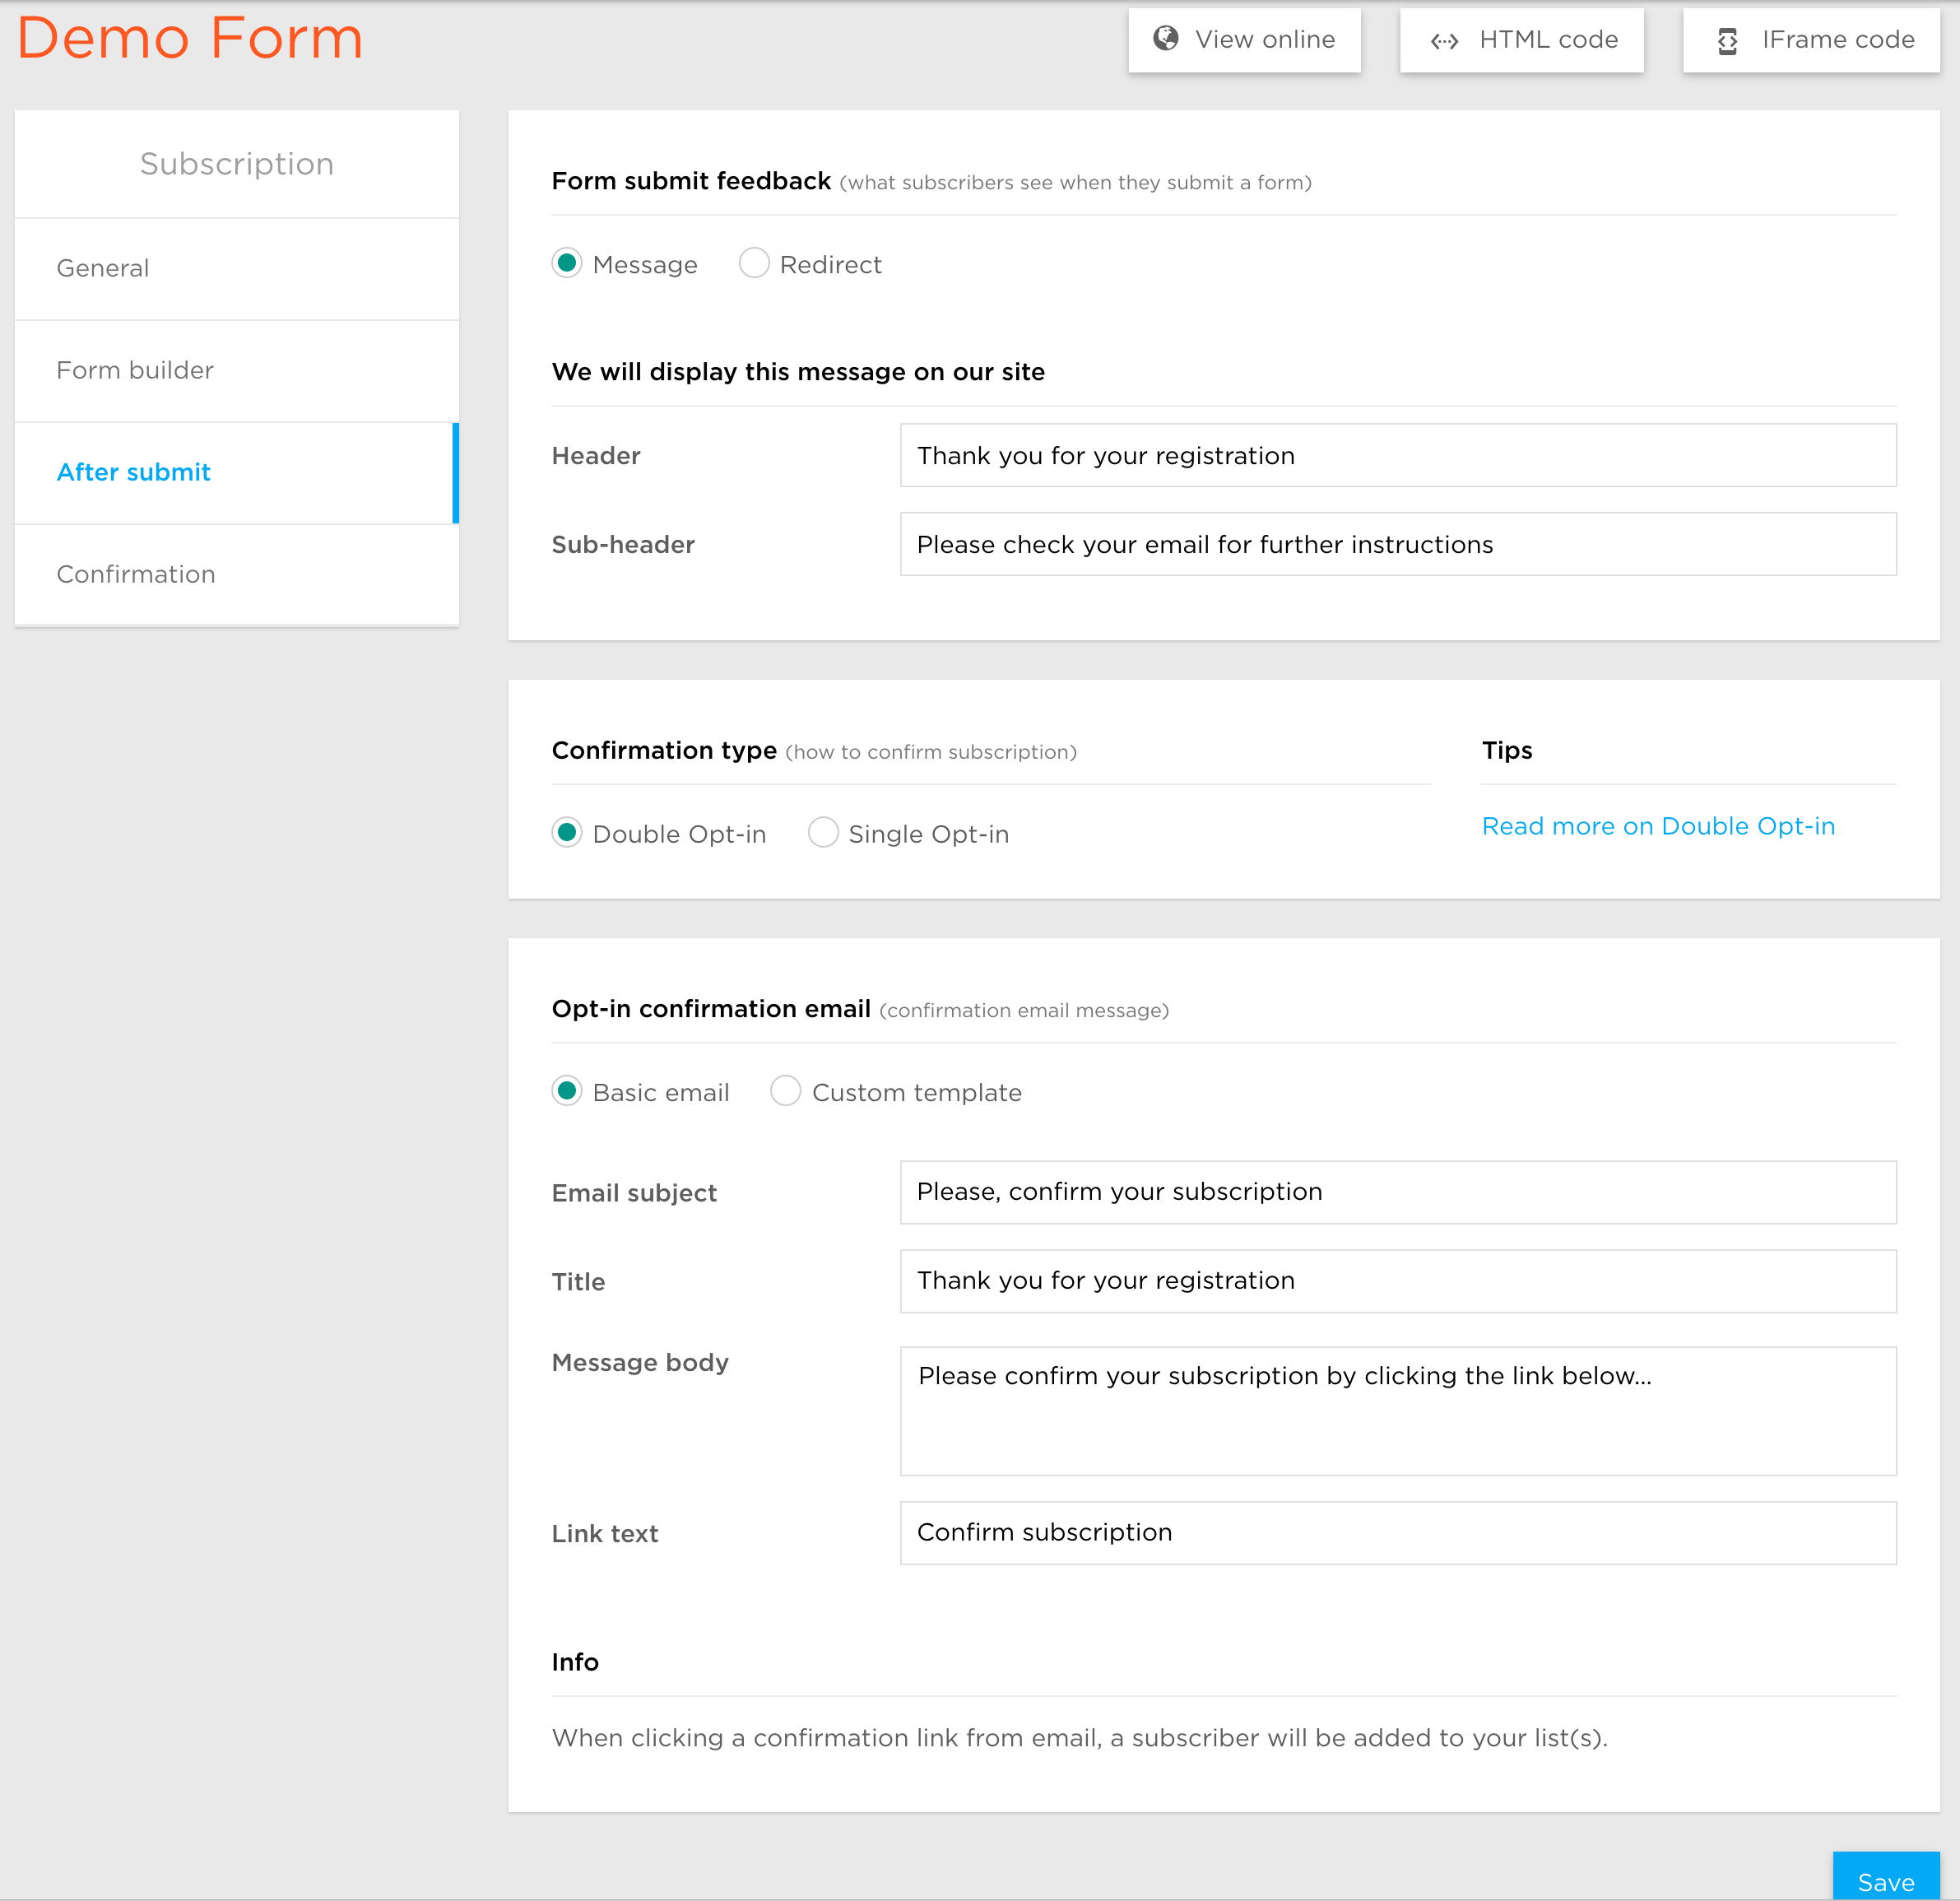 Demo Form
View online
HTML code
IFrame code
Subscription
General
Form builder
After submit
Confirmation
Form submit feedback (what subscribers see when they submit a form)
Message Redirect
We will display this message on our site
Header Thank you for your registration
Sub-header Please check your email for further instructions
Confirmation type (how to confirm subscription)
Double Opt-in Single Opt-in
Tips
Read more on Double Opt-in
Opt-in confirmation email (confirmation email message)
Basic email Custom template
Email subject Please, confirm your subscription
Title Thank you for your registration
Message body Please confirm your subscription by clicking the link below...
Link text Confirm subscription
Info
When clicking a confirmation link from email, a subscriber will be added to your list(s).
Save